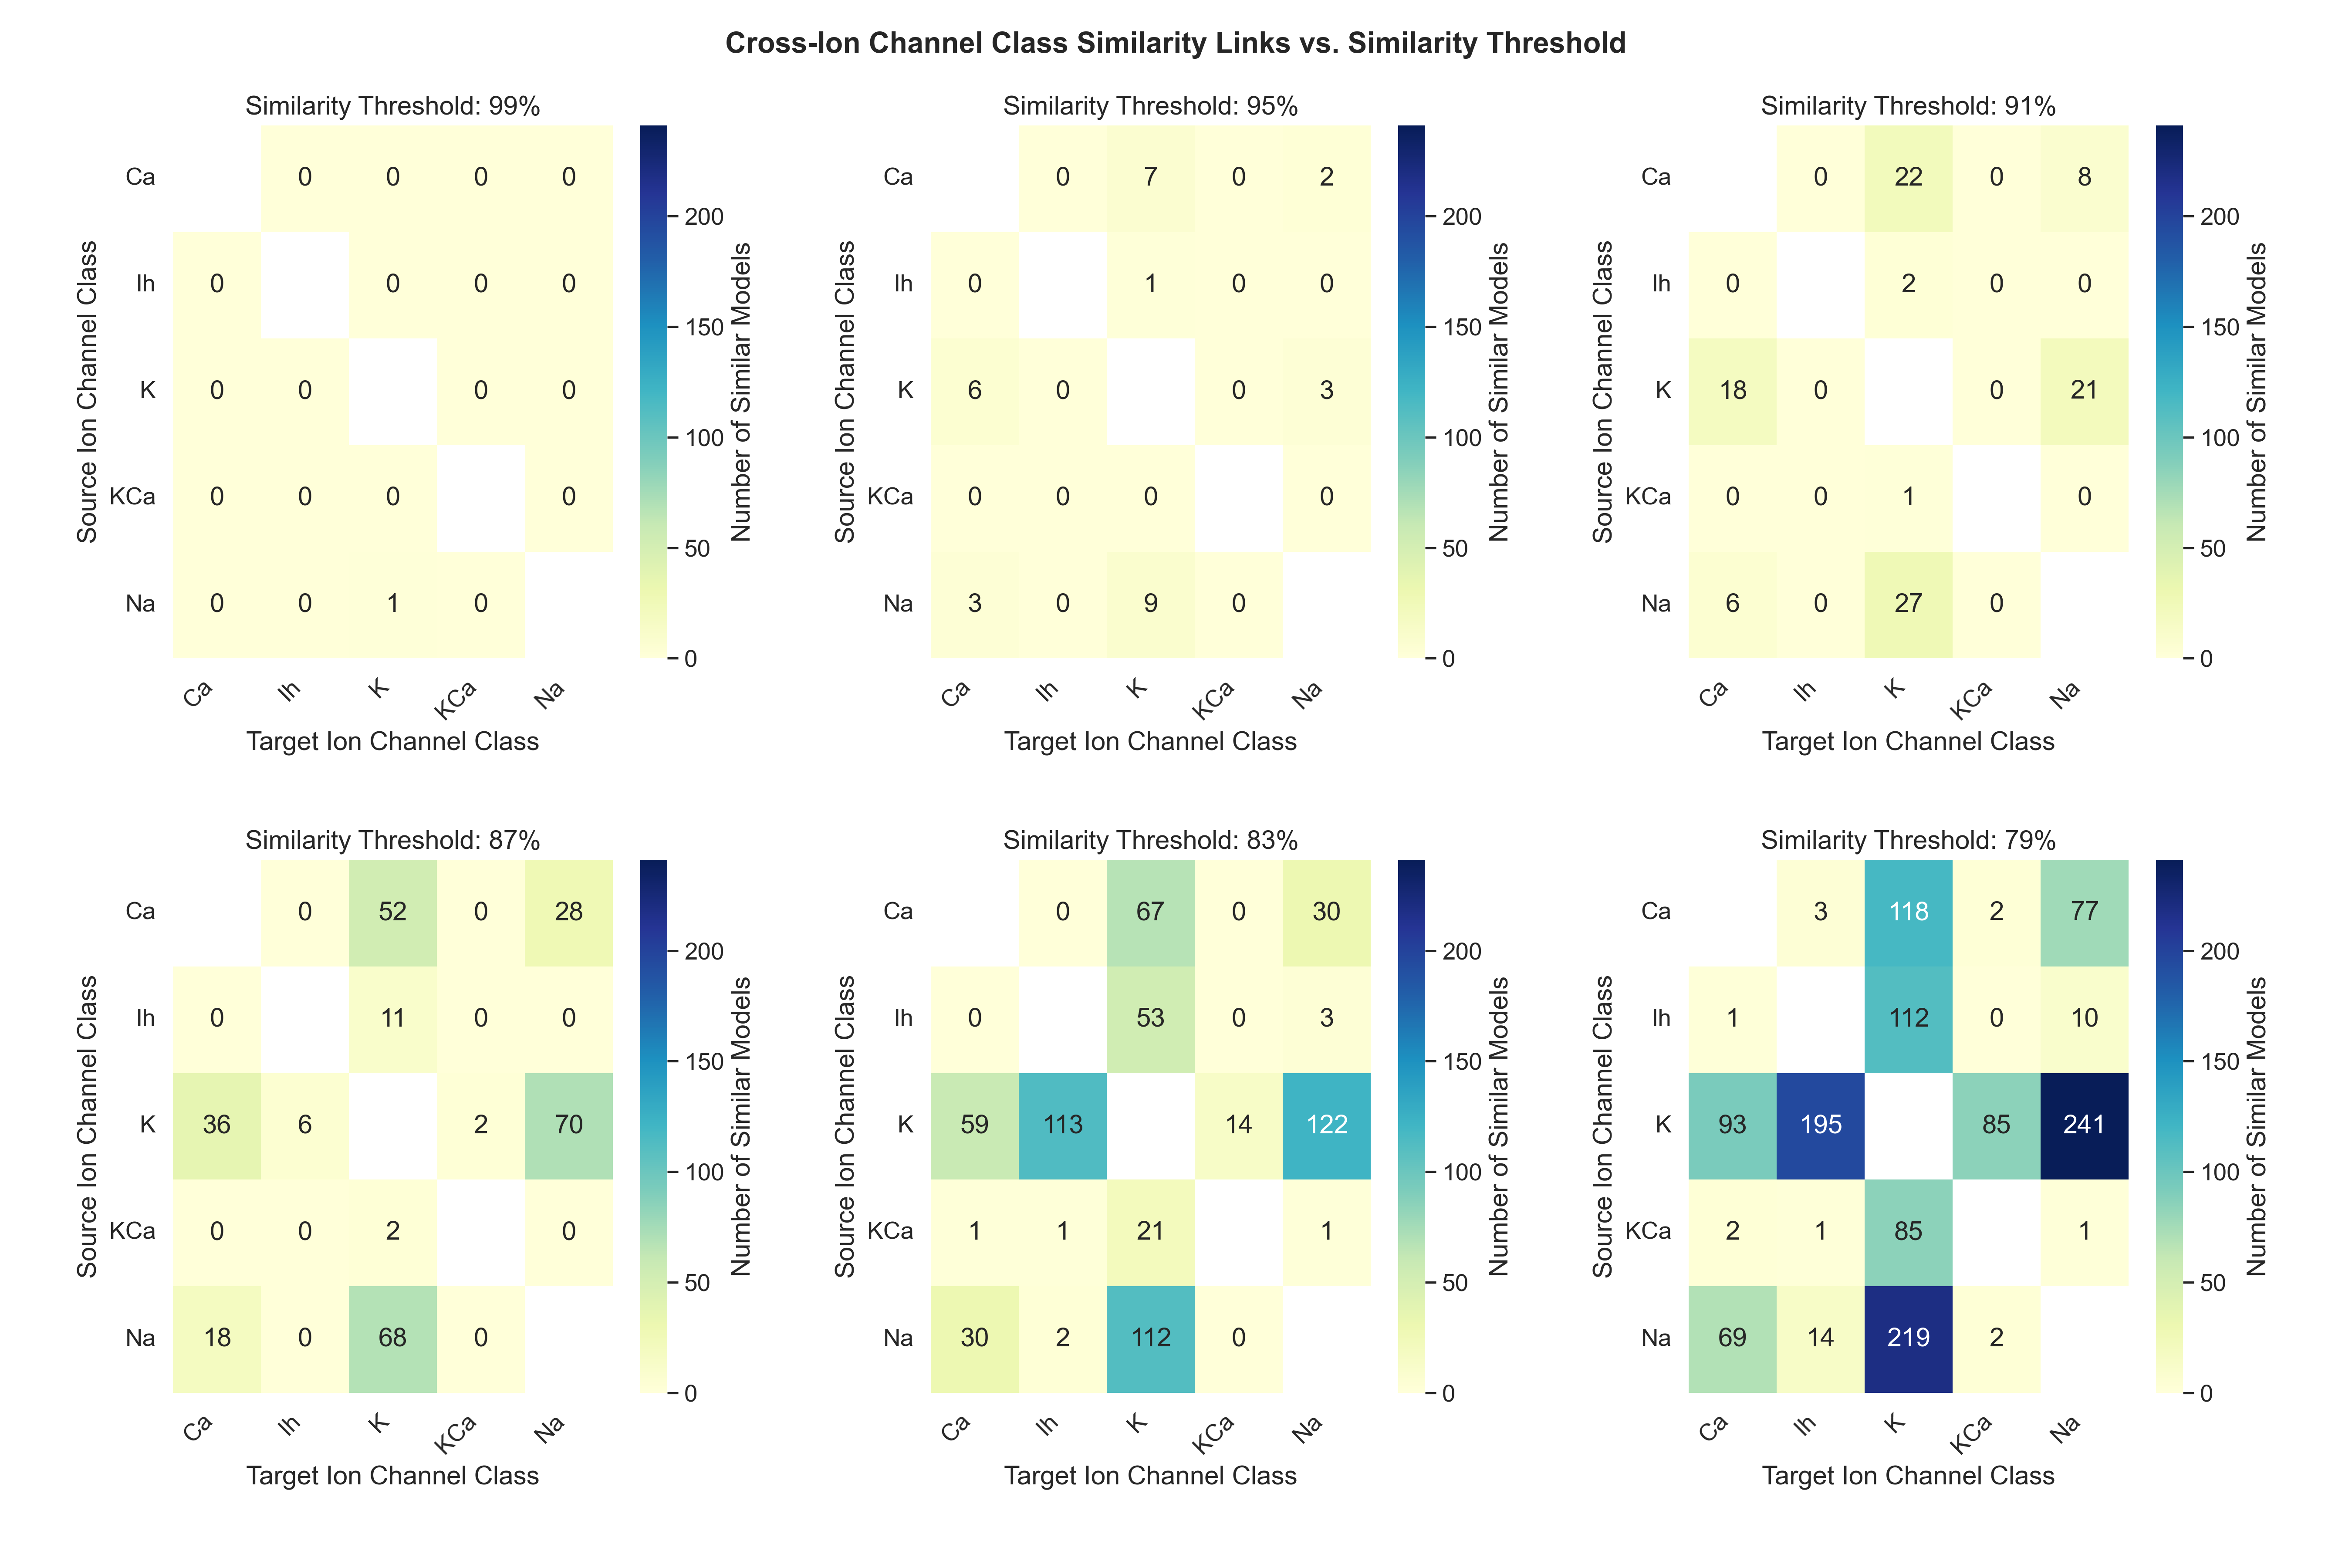 Cross-Ion Channel Class Similarity Links vs. Similarity Threshold
Similarity Threshold: 99%
Source Ion Channel Class
Ca 0 0 0 0
Ih 0 0 0 0
K 0 0 0 0
KCa 0 0 0 0
Na 0 0 1 0
Ca Ih K KCa Na
Target Ion Channel Class
200
150
100
50
0
Number of Similar Models
Similarity Threshold: 95%
Source Ion Channel Class
Ca 0 7 0 2
Ih 0 1 0 0
K 6 0 0 3
KCa 0 0 0 0
Na 3 0 9 0
Ca Ih K KCa Na
Target Ion Channel Class
200
150
100
50
0
Number of Similar Models
Similarity Threshold: 91%
Source Ion Channel Class
Ca 0 22 0 8
Ih 0 2 0 0
K 18 0 0 21
KCa 0 0 1 0
Na 6 0 27 0
Ca Ih K KCa Na
Target Ion Channel Class
200
150
100
50
0
Number of Similar Models
Similarity Threshold: 87%
Source Ion Channel Class
Ca 0 52 0 28
Ih 0 11 0 0
K 36 6 2 70
KCa 0 0 2 0
Na 18 0 68 0
Ca Ih K KCa Na
Target Ion Channel Class
200
150
100
50
0
Number of Similar Models
Similarity Threshold: 83%
Source Ion Channel Class
Ca 0 67 0 30
Ih 0 53 0 3
K 59 113 14 122
KCa 1 1 21 1
Na 30 2 112 0
Ca Ih K KCa Na
Target Ion Channel Class
200
150
100
50
0
Number of Similar Models
Similarity Threshold: 79%
Source Ion Channel Class
Ca 3 118 2 77
Ih 1 112 0 10
K 93 195 85 241
KCa 2 1 85 1
Na 69 14 219 2
Ca Ih K KCa Na
Target Ion Channel Class
200
150
100
50
0
Number of Similar Models